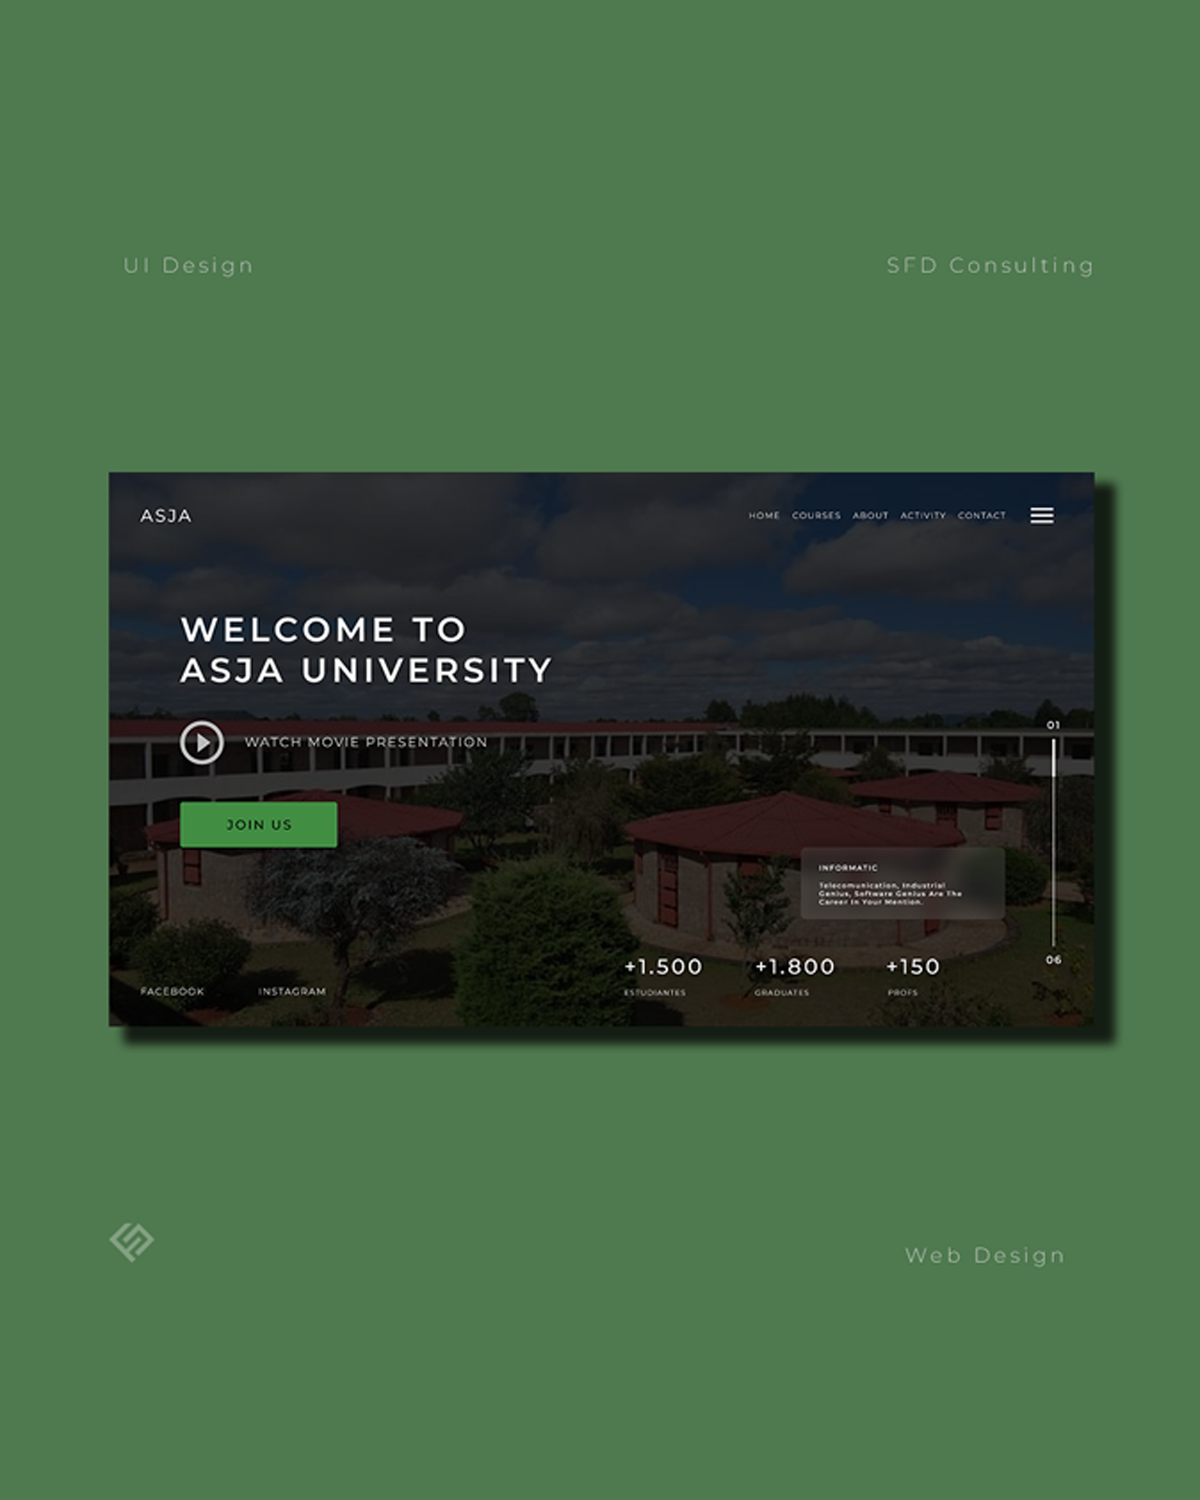 UI Design
SFD Consulting
ASJA
HOME COURSES ABOUT ACTIVITY CONTACT
WELCOME TO
ASJA UNIVERSITY
WATCH MOVIE PRESENTATION
01
JOIN US
INFORMATIC
Telecomunication, Industrial
Genius, Software Genius Are The
Career In Your Mention.
06
+1.500 +1.800 +150
ESTUDIANTES GRADUATES PROFS
FACEBOOK INSTAGRAM
Web Design